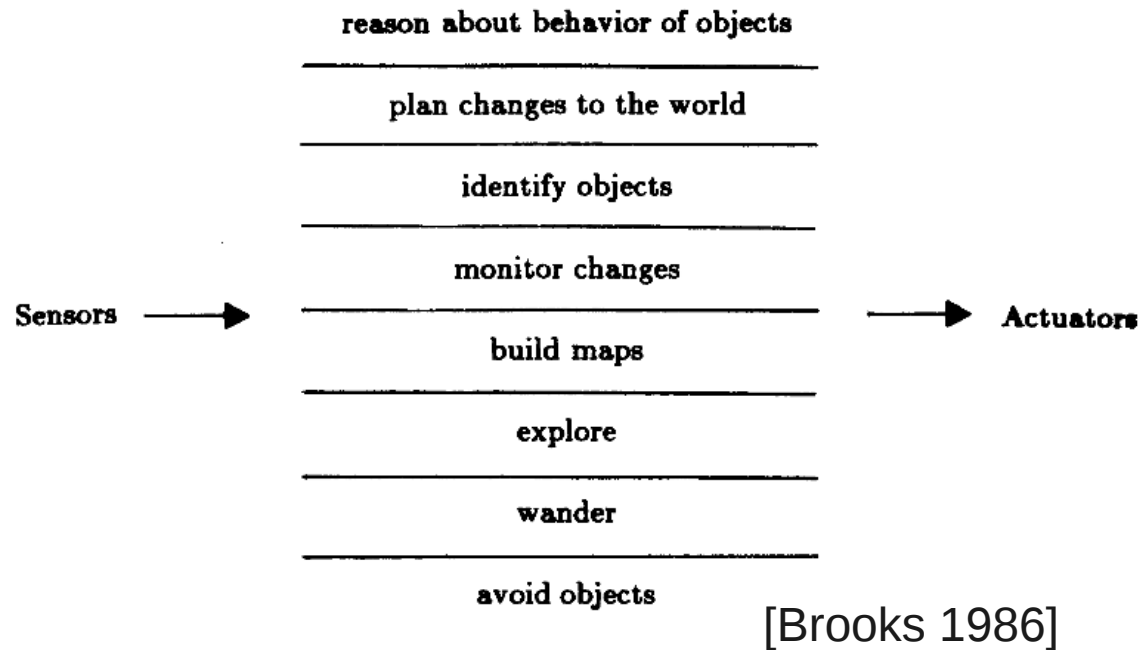 reason about behavior of objects
plan changes to the world
identify objects
monitor changes
Sensors
Actuators
build maps
explore
wander
avoid objects
[Brooks 1986]